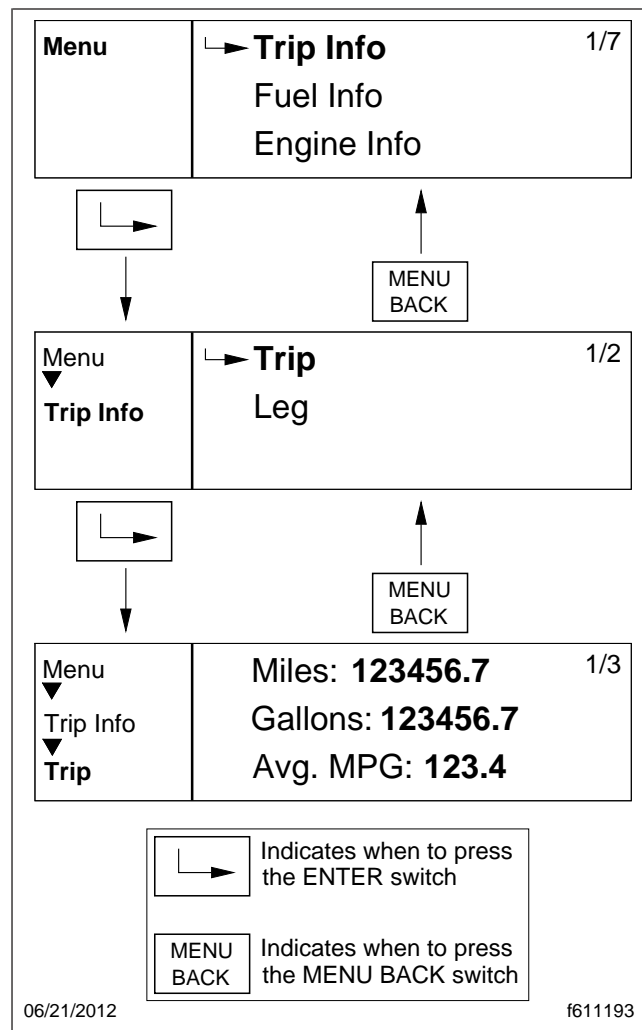 Menu
Trip Info 1/7
Fuel Info
Engine Info
MENU
BACK
Menu
Trip Info
Trip 1/2
Leg
MENU
BACK
Menu
Trip Info
Trip
Miles: 123456.7 1/3
Gallons: 123456.7
Avg. MPG: 123.4
Indicates when to press
the ENTER switch
MENU
BACK
Indicates when to press
the MENU BACK switch
06/21/2012
f611193